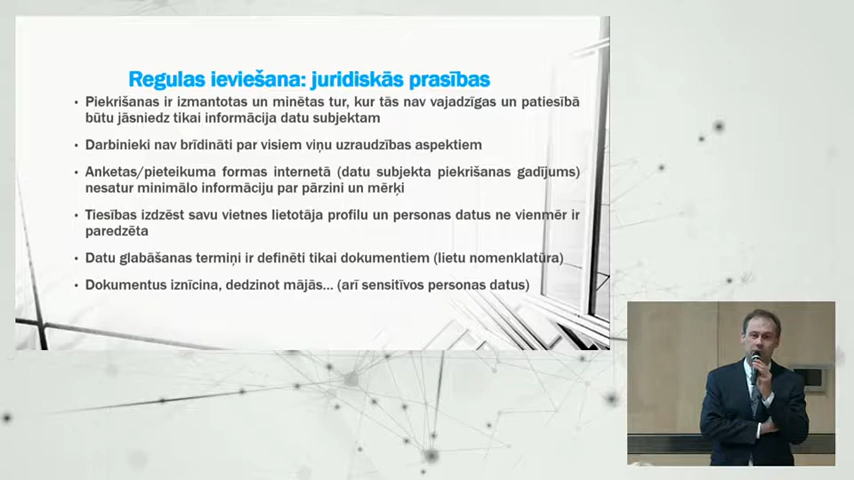 Regulas ieviešana: juridiskās prasības
• Piekrišanas ir izmantotas un minētas tur, kur tās nav vajadzīgas un patiesībā
būtu jāsniedz tikai informācija datu subjektam
• Darbinieki nav brīdināti par visiem viņu uzraudzības aspektiem
• Anketas/pieteikuma formas internetā (datu subjekta piekrišanas gadījums)
nesatur minimālo informāciju par pārzini un mērķi
• Tiesības izdzēst savu vietnes lietotāja profilu un personas datus ne vienmēr ir
paredzēta
• Datu glabāšanas termiņi ir definēti tikai dokumentiem (lietu nomenklatūra)
• Dokumentus iznīcina, dedzinot mājās... (arī sensitīvos personas datus)